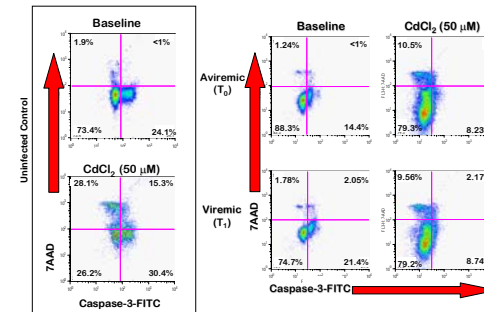 Baseline
1.9% <1%
73.4% 24.1%
Uninfected Control
CdCl2 (50 µM)
28.1% 15.3%
26.2% 30.4%
7AAD
Caspase-3-FITC
Baseline CdCl2 (50 µM)
Aviremic
(T0)
1.24% <1%
88.3% 14.4%
10.5%
79.3% 8.23
Viremic
(T1)
1.78% 2.05%
74.7% 21.4%
9.56% 2.17
79.2% 8.74
7AAD
Caspase-3-FITC